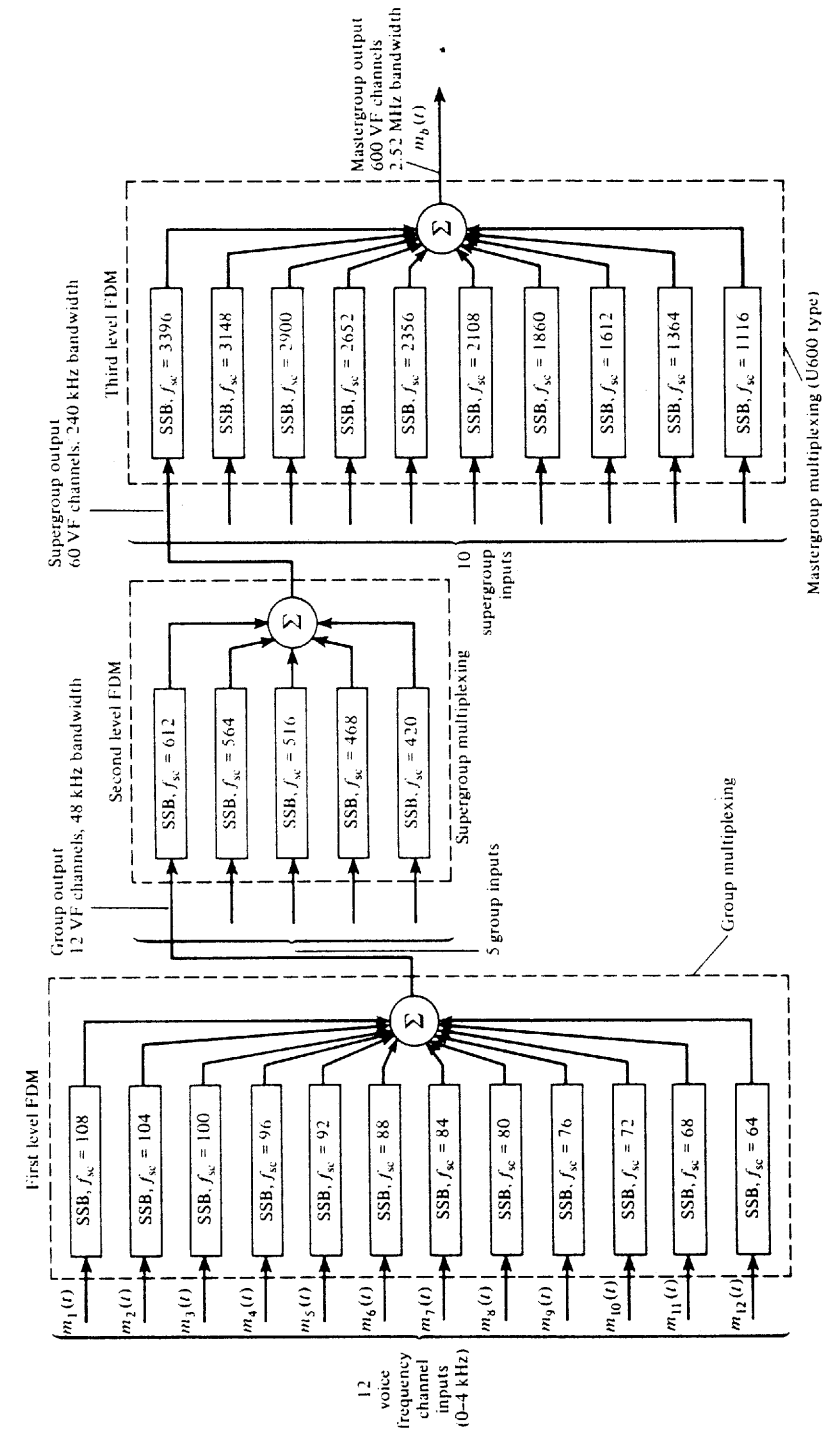 First level FDM
12
voice
frequency
channel
inputs
(0–4 kHz)
m₁(t)
SSB, fsc = 108
m₂(t)
SSB, fsc = 104
m₃(t)
SSB, fsc = 100
m₄(t)
SSB, fsc = 96
m₅(t)
SSB, fsc = 92
m₆(t)
SSB, fsc = 88
m₇(t)
SSB, fsc = 84
m₈(t)
SSB, fsc = 80
m₉(t)
SSB, fsc = 76
m₁₀(t)
SSB, fsc = 72
m₁₁(t)
SSB, fsc = 68
m₁₂(t)
SSB, fsc = 64
Σ
Group multiplexing
Group output
12 VF channels, 48 kHz bandwidth
5 group inputs
Second level FDM
SSB, fsc = 612
SSB, fsc = 564
SSB, fsc = 516
SSB, fsc = 468
SSB, fsc = 420
Σ
Supergroup multiplexing
Supergroup output
60 VF channels, 240 kHz bandwidth
10
supergroup
inputs
Third level FDM
SSB, fsc = 3396
SSB, fsc = 3148
SSB, fsc = 2900
SSB, fsc = 2652
SSB, fsc = 2356
SSB, fsc = 2108
SSB, fsc = 1860
SSB, fsc = 1612
SSB, fsc = 1364
SSB, fsc = 1116
Σ
Mastergroup multiplexing (U600 type)
Mastergroup output
600 VF channels
2.52 MHz bandwidth
m_b(t)